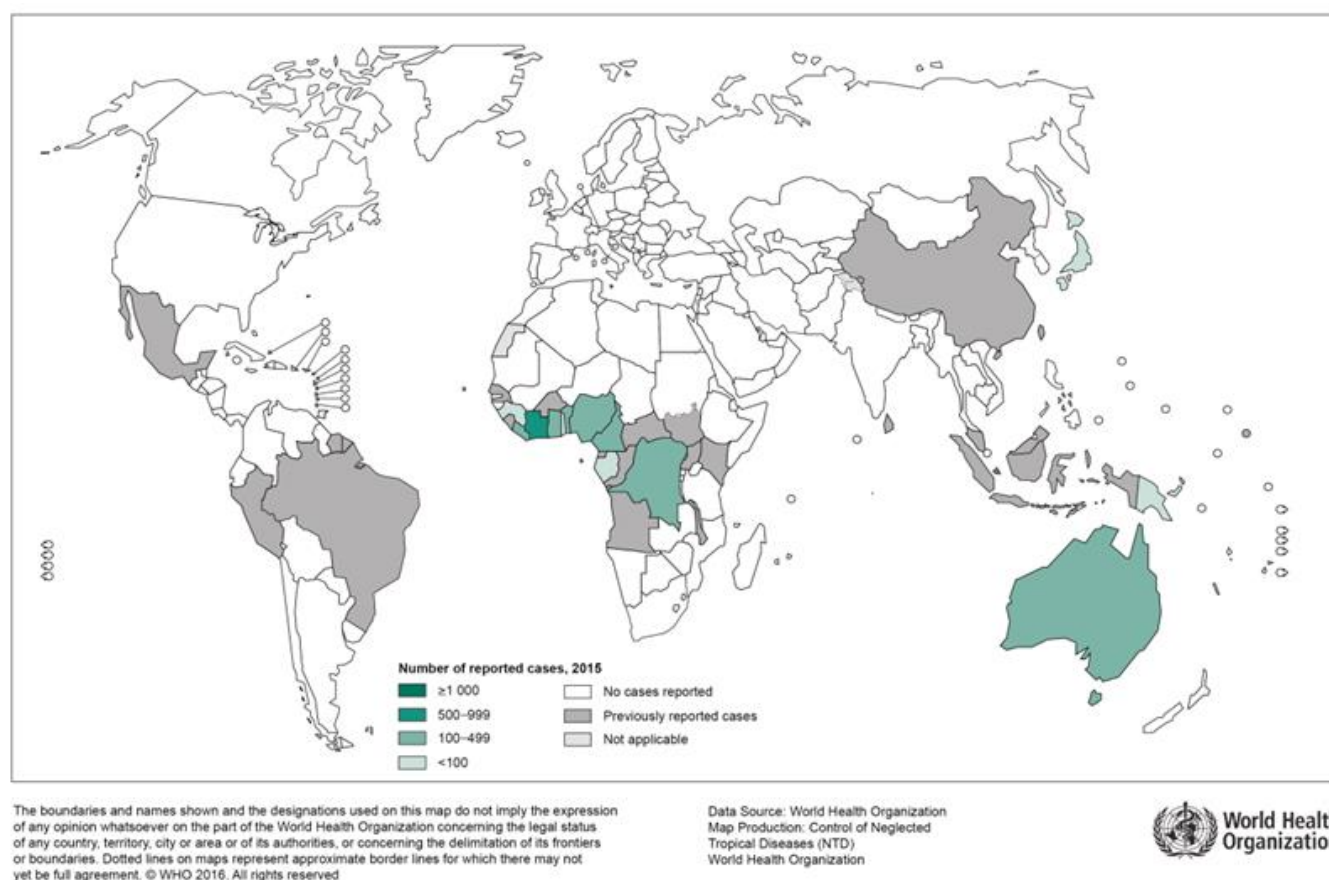 Number of reported cases, 2015
≥1 000
500–999
100–499
<100
No cases reported
Previously reported cases
Not applicable
The boundaries and names shown and the designations used on this map do not imply the expression
of any opinion whatsoever on the part of the World Health Organization concerning the legal status
of any country, territory, city or area or of its authorities, or concerning the delimitation of its frontiers
or boundaries. Dotted lines on maps represent approximate border lines for which there may not
yet be full agreement. © WHO 2016. All rights reserved
Data Source: World Health Organization
Map Production: Control of Neglected
Tropical Diseases (NTD)
World Health Organization
World Healt
Organizatio